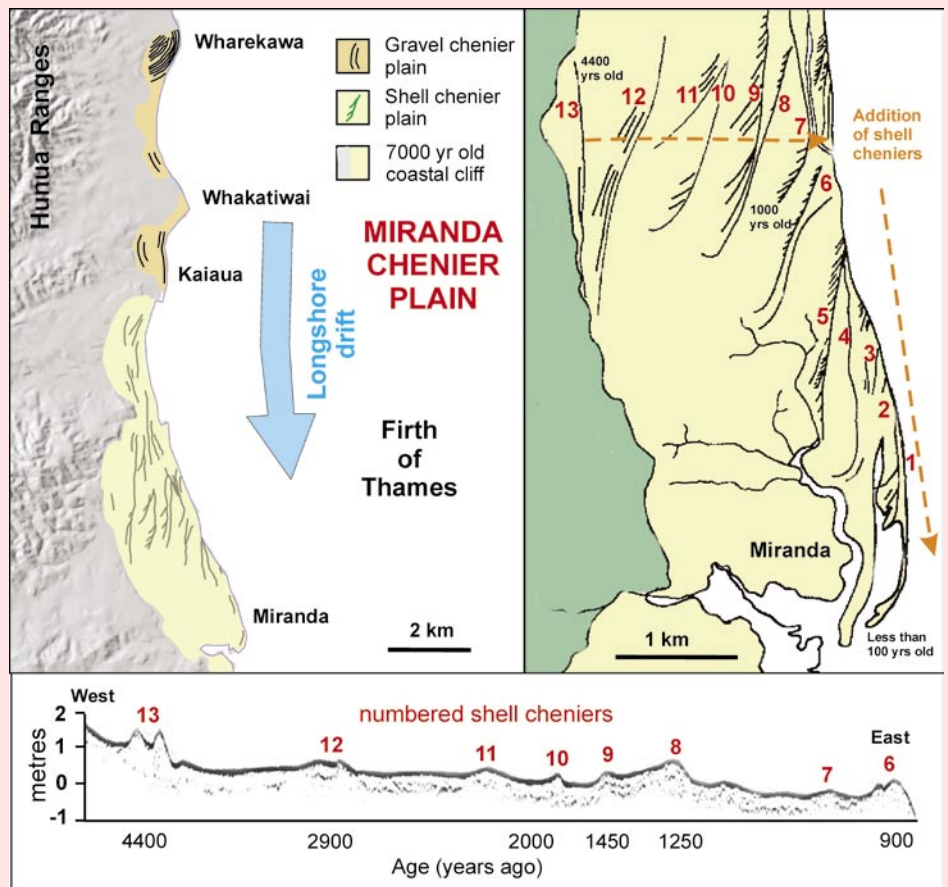 Hunua Ranges
Wharekawa
Gravel chenier
plain
Shell chenier
plain
7000 yr old
coastal cliff
Whakatiwai
Kaiaua
MIRANDA
CHENIER
PLAIN
Longshore
drift
Firth
of
Thames
Miranda
2 km
4400
yrs old
13
12
11
10
9
8
7
6
Addition
of shell
cheniers
1000
yrs old
5
4
3
2
1
Miranda
1 km
Less than
100 yrs old
West
numbered shell cheniers
East
metres
2
1
0
-1
13
12
11
10
9
8
7
6
4400
2900
2000
1450
1250
900
Age (years ago)